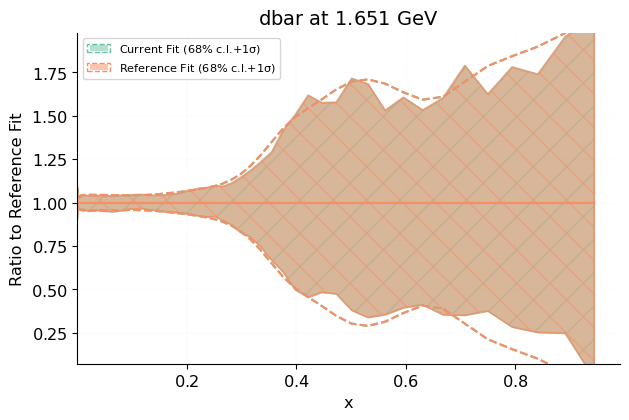 dbar at 1.651 GeV
Current Fit (68% c.l.+1σ)
Reference Fit (68% c.l.+1σ)
Ratio to Reference Fit
1.75
1.50
1.25
1.00
0.75
0.50
0.25
0.2 0.4 0.6 0.8
x